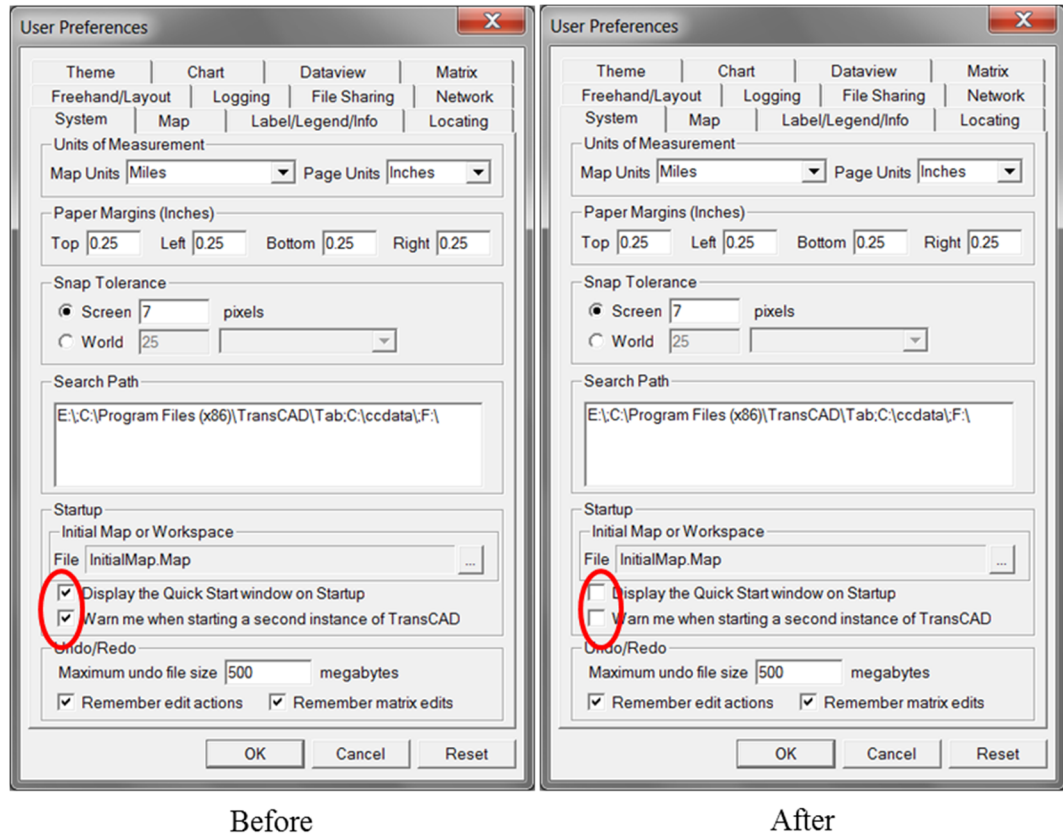 User Preferences
Theme Chart Dataview Matrix
Freehand/Layout Logging File Sharing Network
System Map Label/Legend/Info Locating
Units of Measurement
Map Units Miles Page Units Inches
Paper Margins (Inches)
Top 0.25 Left 0.25 Bottom 0.25 Right 0.25
Snap Tolerance
Screen 7 pixels
World 25
Search Path
E:\;C:\Program Files (x86)\TransCAD\Tab;C:\ccdata\;F:\
Startup
Initial Map or Workspace
File InitialMap.Map ...
Display the Quick Start window on Startup
Warn me when starting a second instance of TransCAD
Undo/Redo
Maximum undo file size 500 megabytes
Remember edit actions Remember matrix edits
OK Cancel Reset
Before
User Preferences
Theme Chart Dataview Matrix
Freehand/Layout Logging File Sharing Network
System Map Label/Legend/Info Locating
Units of Measurement
Map Units Miles Page Units Inches
Paper Margins (Inches)
Top 0.25 Left 0.25 Bottom 0.25 Right 0.25
Snap Tolerance
Screen 7 pixels
World 25
Search Path
E:\;C:\Program Files (x86)\TransCAD\Tab;C:\ccdata\;F:\
Startup
Initial Map or Workspace
File InitialMap.Map ...
Display the Quick Start window on Startup
Warn me when starting a second instance of TransCAD
Undo/Redo
Maximum undo file size 500 megabytes
Remember edit actions Remember matrix edits
OK Cancel Reset
After